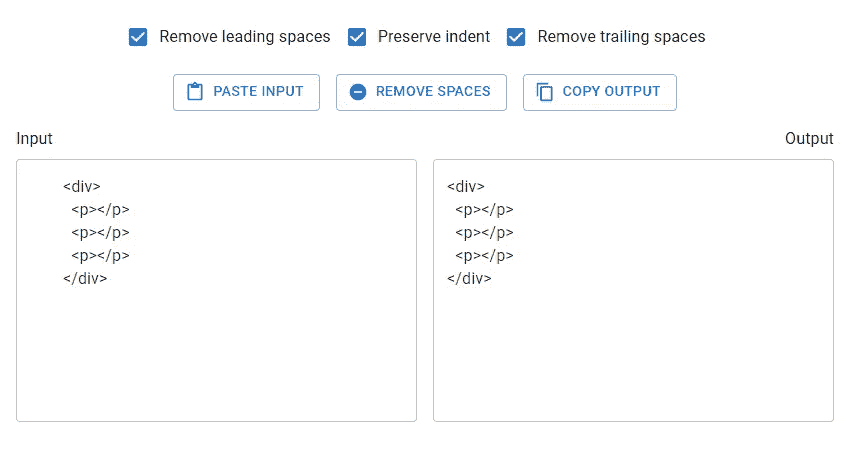 Remove leading spaces Preserve indent Remove trailing spaces
PASTE INPUT REMOVE SPACES COPY OUTPUT
Input Output
<div>
<p></p>
<p></p>
<p></p>
</div>
<div>
<p></p>
<p></p>
<p></p>
</div>